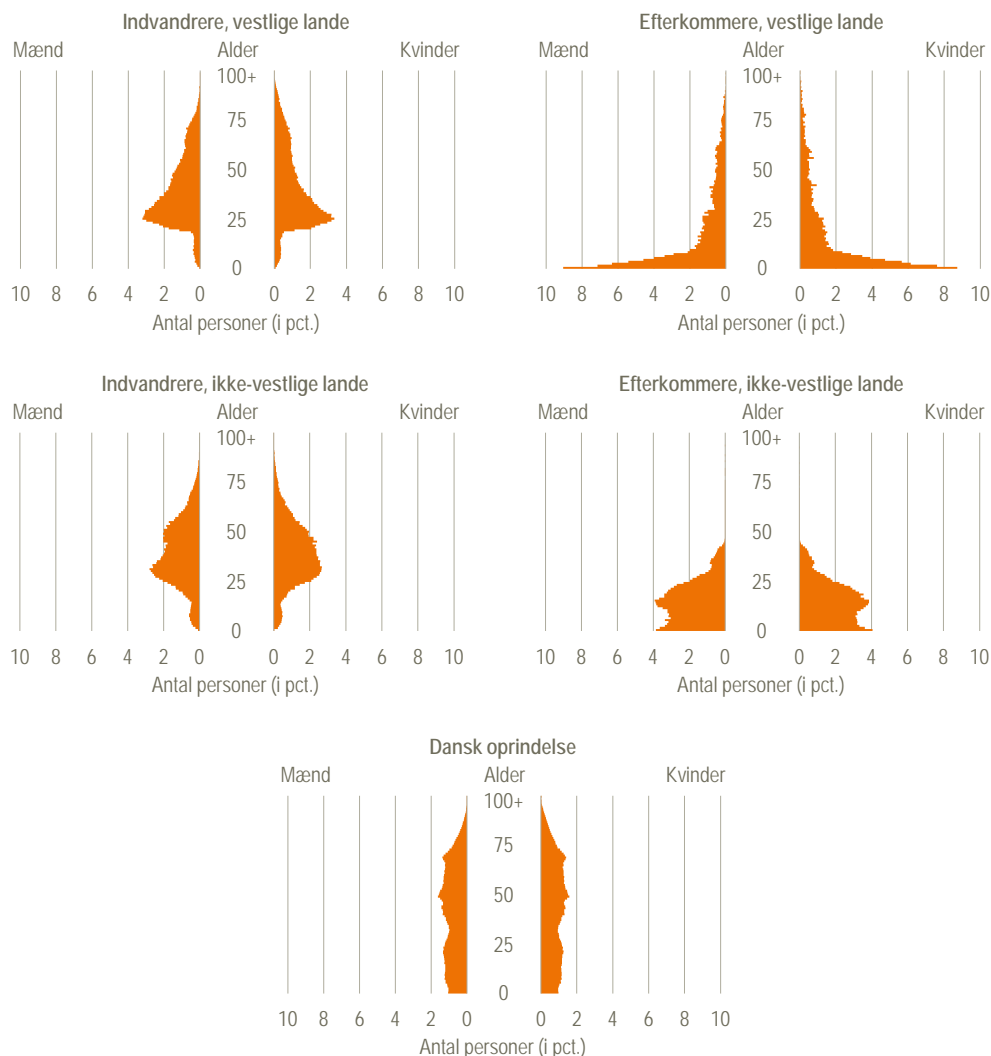 Indvandrere, vestlige lande
Mænd Alder Kvinder
100+
75
50
25
0
10 8 6 4 2 0 0 2 4 6 8 10
Antal personer (i pct.)
Efterkommere, vestlige lande
Mænd Alder Kvinder
100+
75
50
25
0
10 8 6 4 2 0 0 2 4 6 8 10
Antal personer (i pct.)
Indvandrere, ikke-vestlige lande
Mænd Alder Kvinder
100+
75
50
25
0
10 8 6 4 2 0 0 2 4 6 8 10
Antal personer (i pct.)
Efterkommere, ikke-vestlige lande
Mænd Alder Kvinder
100+
75
50
25
0
10 8 6 4 2 0 0 2 4 6 8 10
Antal personer (i pct.)
Dansk oprindelse
Mænd Alder Kvinder
100+
75
50
25
0
10 8 6 4 2 0 0 2 4 6 8 10
Antal personer (i pct.)